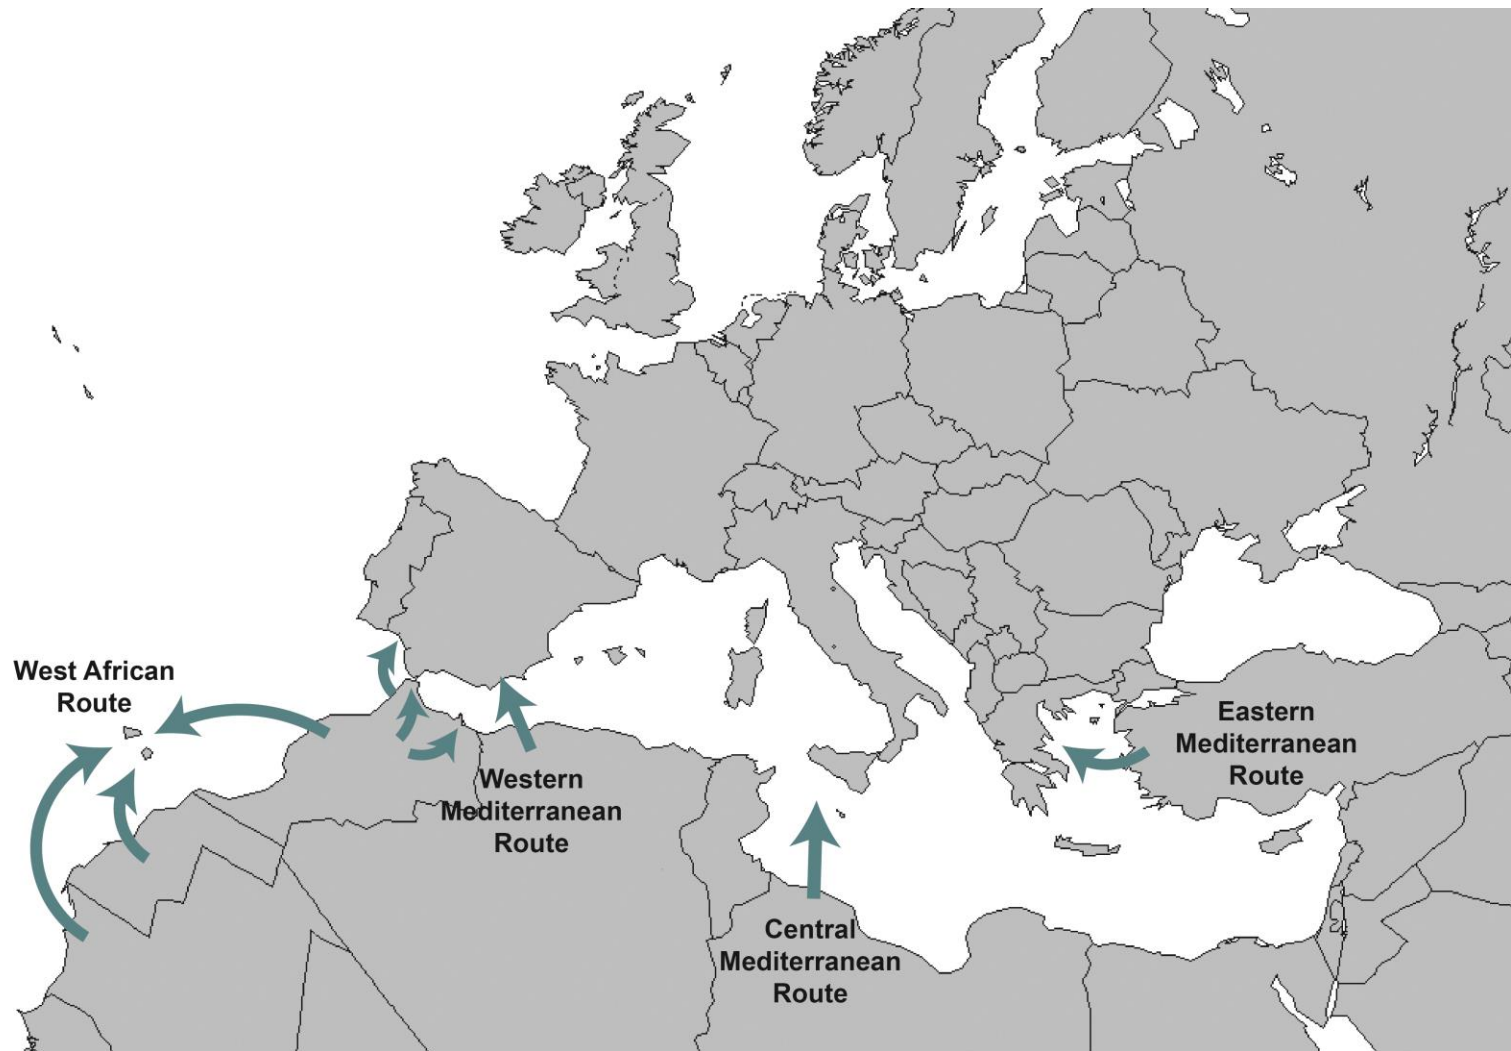 West African
Route
Western
Mediterranean
Route
Central
Mediterranean
Route
Eastern
Mediterranean
Route